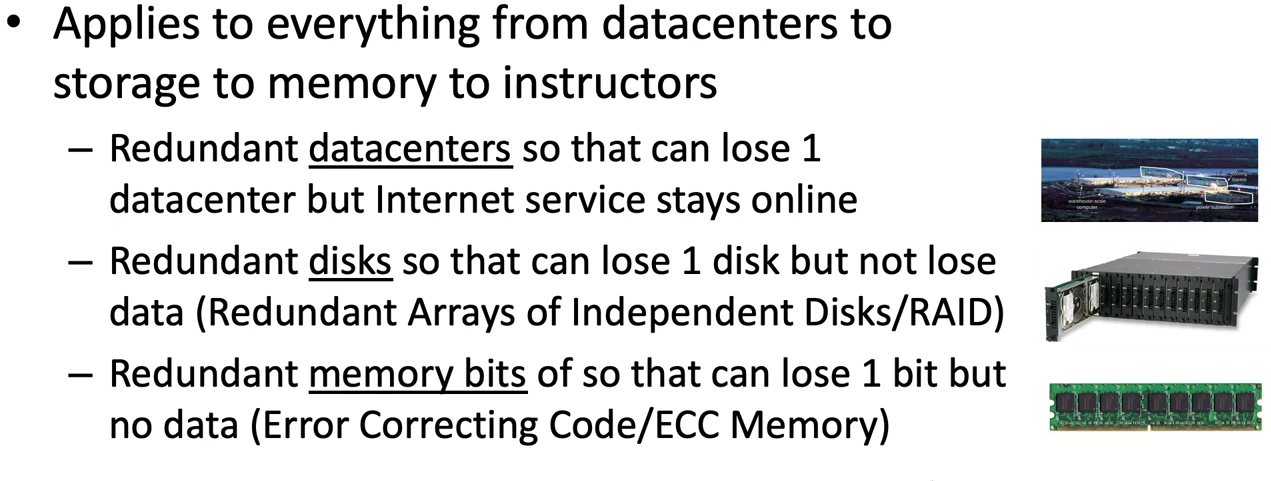 • Applies to everything from datacenters to
storage to memory to instructors
– Redundant datacenters so that can lose 1
datacenter but Internet service stays online
– Redundant disks so that can lose 1 disk but not lose
data (Redundant Arrays of Independent Disks/RAID)
– Redundant memory bits of so that can lose 1 bit but
no data (Error Correcting Code/ECC Memory)
warehouse-scale
computer
power substation